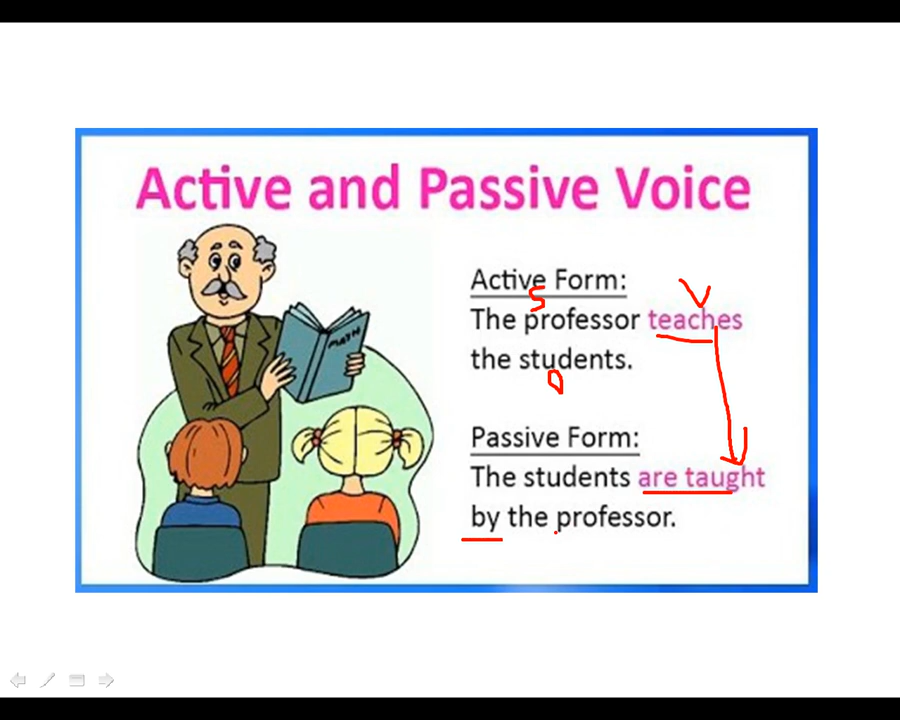 Active and Passive Voice
MATH
Active Form:
S V
The professor teaches
the students.
O
Passive Form:
The students are taught
by the professor.